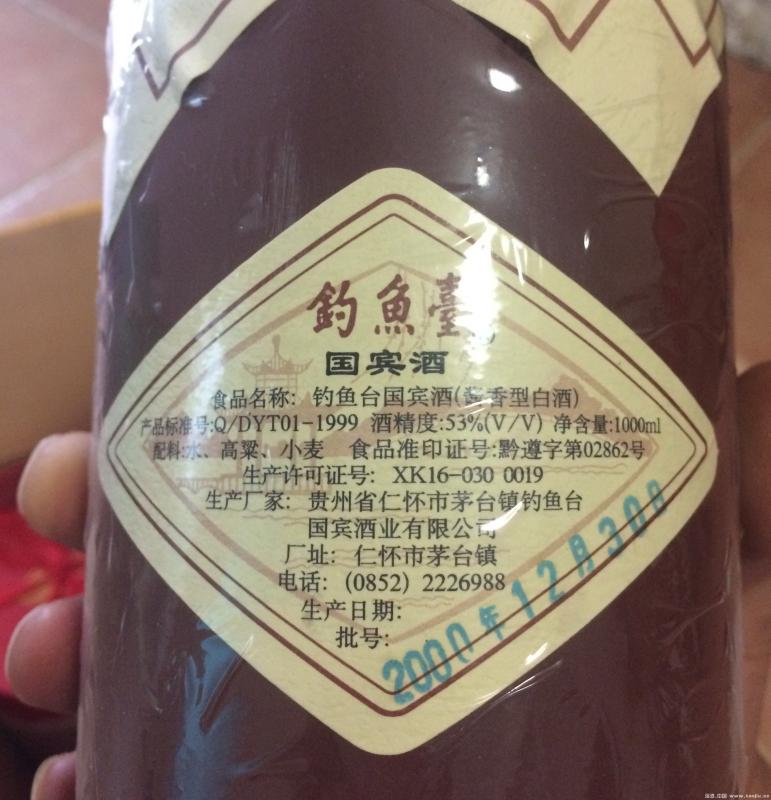 釣魚臺
国宾酒
食品名称: 钓鱼台国宾酒(酱香型白酒)
产品标准号:Q/DYT01-1999 酒精度:53%(V/V) 净含量:1000ml
配料:水、高粱、小麦 食品准印证号:黔遵字第02862号
生产许可证号: XK16-030 0019
生产厂家: 贵州省仁怀市茅台镇钓鱼台
国宾酒业有限公司
厂址: 仁怀市茅台镇
电话: (0852) 2226988
生产日期:
批号:
2000年12月30日